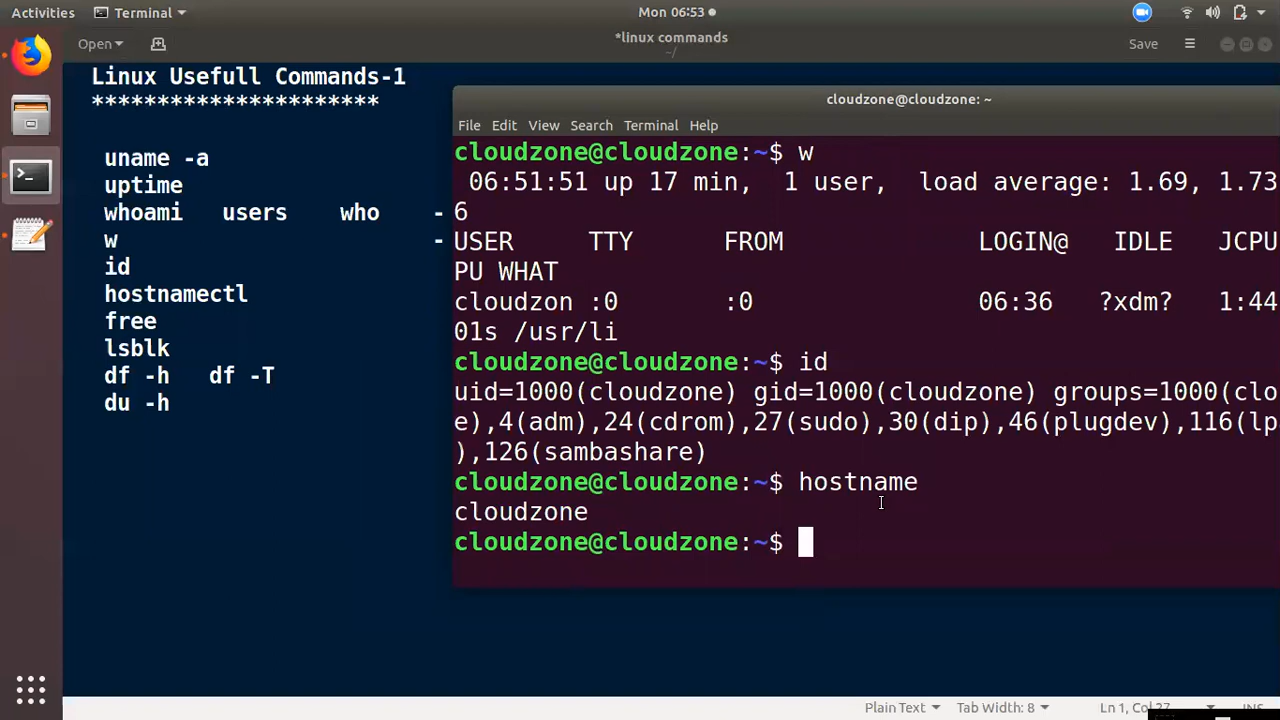 Activities Terminal Mon 06:53
Open *linux commands Save
~/
Linux Usefull Commands-1
**********************
uname -a
uptime
whoami users who -
w -
id
hostnamectl
free
lsblk
df -h df -T
du -h
cloudzone@cloudzone: ~
File Edit View Search Terminal Help
cloudzone@cloudzone:~$ w
06:51:51 up 17 min, 1 user, load average: 1.69, 1.73
6
USER TTY FROM LOGIN@ IDLE JCPU
PU WHAT
cloudzon :0 :0 06:36 ?xdm? 1:44
01s /usr/li
cloudzone@cloudzone:~$ id
uid=1000(cloudzone) gid=1000(cloudzone) groups=1000(clo
e),4(adm),24(cdrom),27(sudo),30(dip),46(plugdev),116(lp
),126(sambashare)
cloudzone@cloudzone:~$ hostname
cloudzone
cloudzone@cloudzone:~$
Plain Text Tab Width: 8 Ln 1, Col 27 INS